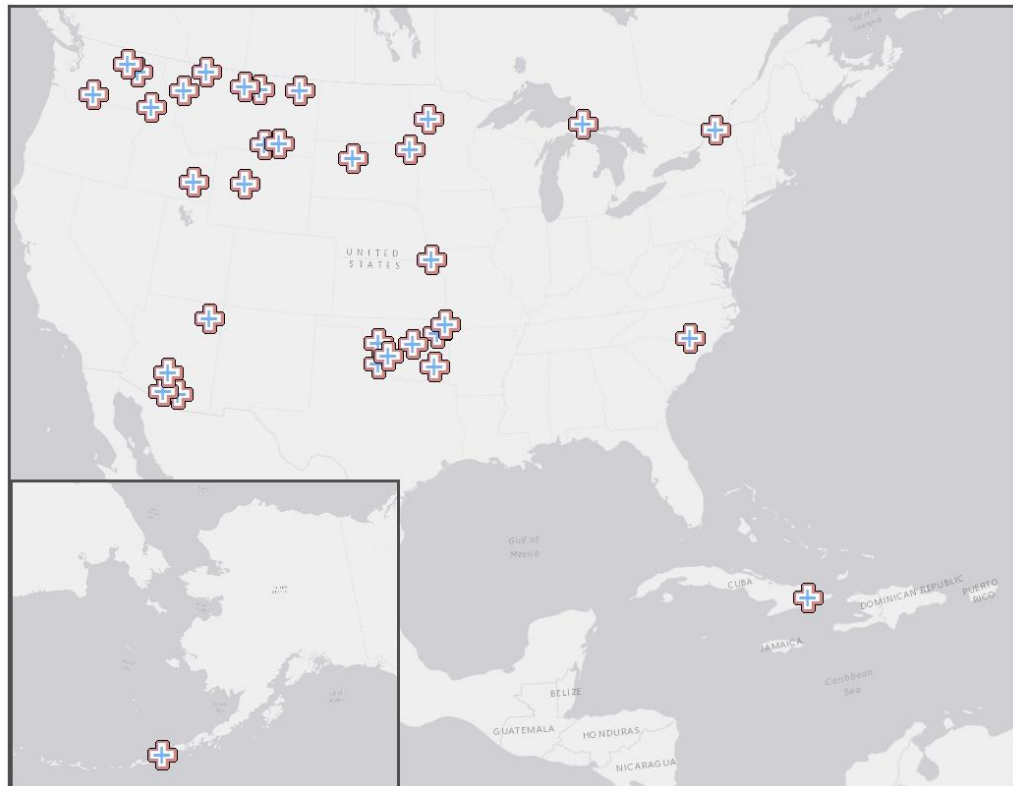 UNITED
STATES
Gulf of
Mexico
CUBA
DOMINICAN REPUBLIC
PUERTO
RICO
JAMAICA
Caribbean
Sea
BELIZE
GUATEMALA
HONDURAS
NICARAGUA